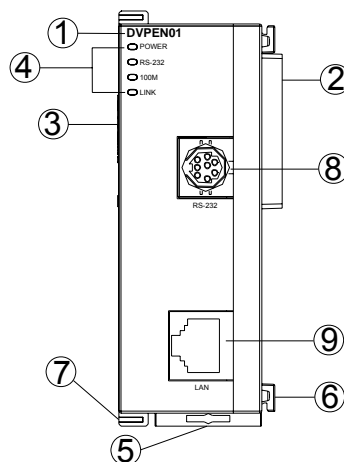 ① DVPEN01
④ POWER
RS-232
100M
LINK
②
③
⑧
RS-232
⑨
LAN
⑦
⑥
⑤